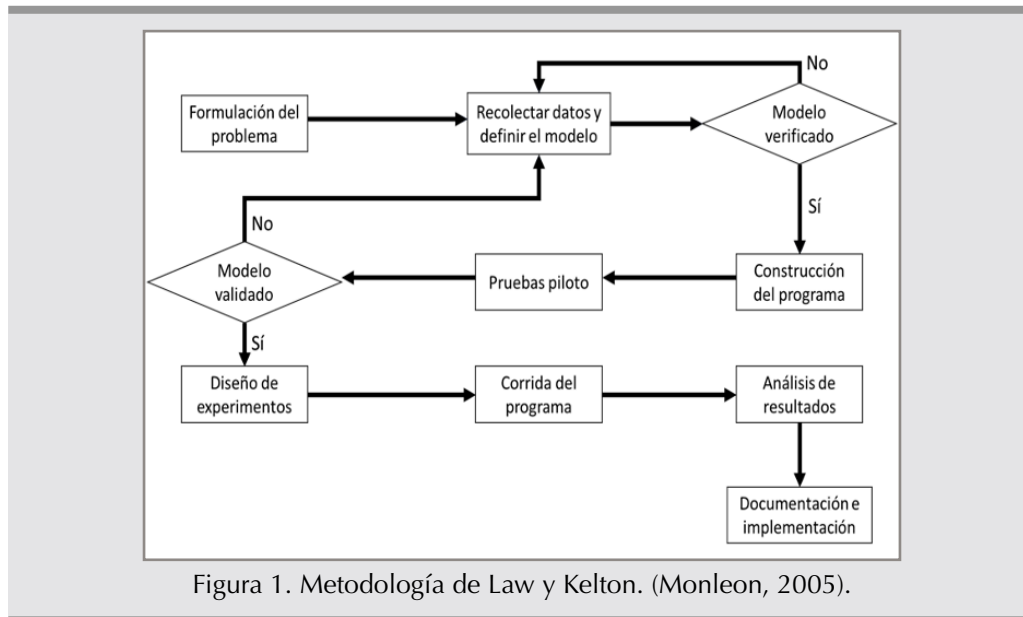 Formulación del
problema
Recolectar datos y
definir el modelo
No
Modelo
verificado
Sí
Construcción
del programa
Pruebas piloto
No
Modelo
validado
Sí
Diseño de
experimentos
Corrida del
programa
Análisis de
resultados
Documentación e
implementación
Figura 1. Metodología de Law y Kelton. (Monleon, 2005).